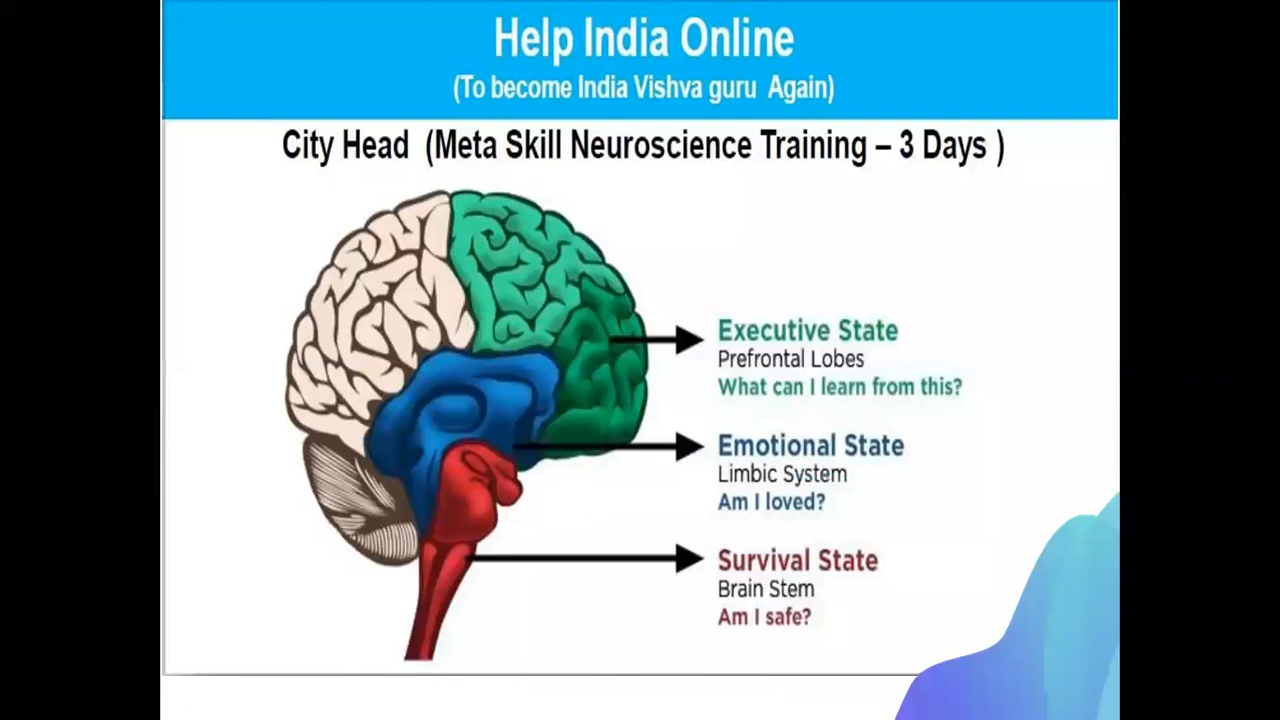 Help India Online
(To become India Vishva guru Again)
City Head (Meta Skill Neuroscience Training – 3 Days )
Executive State
Prefrontal Lobes
What can I learn from this?
Emotional State
Limbic System
Am I loved?
Survival State
Brain Stem
Am I safe?